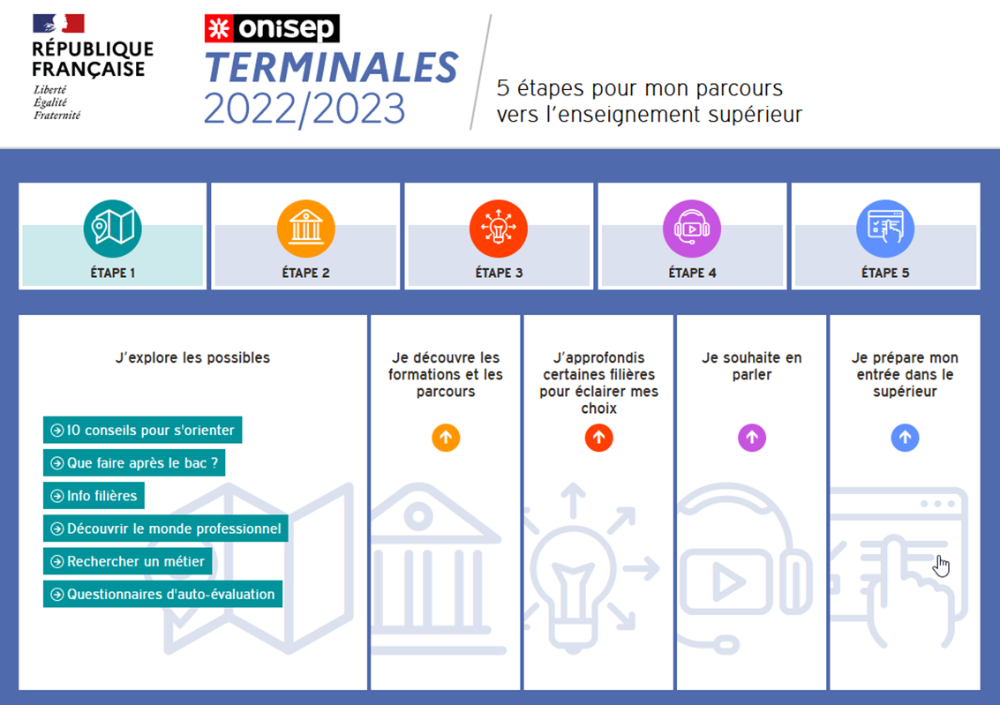 RÉPUBLIQUE
FRANÇAISE
Liberté
Égalité
Fraternité
onisep
TERMINALES
2022/2023
5 étapes pour mon parcours
vers l'enseignement supérieur
ÉTAPE 1
ÉTAPE 2
ÉTAPE 3
ÉTAPE 4
ÉTAPE 5
J'explore les possibles
10 conseils pour s'orienter
Que faire après le bac ?
Info filières
Découvrir le monde professionnel
Rechercher un métier
Questionnaires d'auto-évaluation
Je découvre les
formations et les
parcours
J'approfondis
certaines filières
pour éclairer mes
choix
Je souhaite en
parler
Je prépare mon
entrée dans le
supérieur